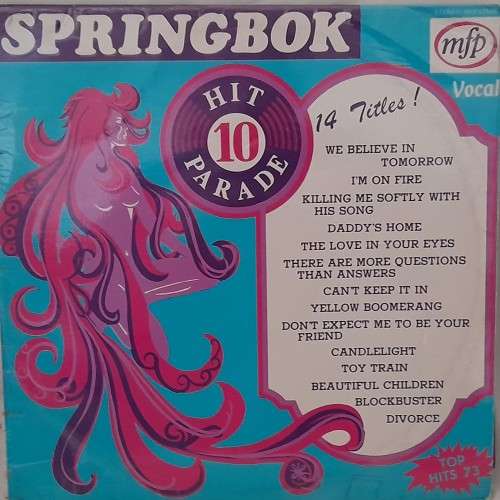 SPRINGBOK
mfp
Vocal
HIT
10
PARADE
14 Titles!
WE BELIEVE IN
TOMORROW
I'M ON FIRE
KILLING ME SOFTLY WITH
HIS SONG
DADDY'S HOME
THE LOVE IN YOUR EYES
THERE ARE MORE QUESTIONS
THAN ANSWERS
CAN'T KEEP IT IN
YELLOW BOOMERANG
DON'T EXPECT ME TO BE YOUR
FRIEND
CANDLELIGHT
TOY TRAIN
BEAUTIFUL CHILDREN
BLOCKBUSTER
DIVORCE
TOP
HITS 73